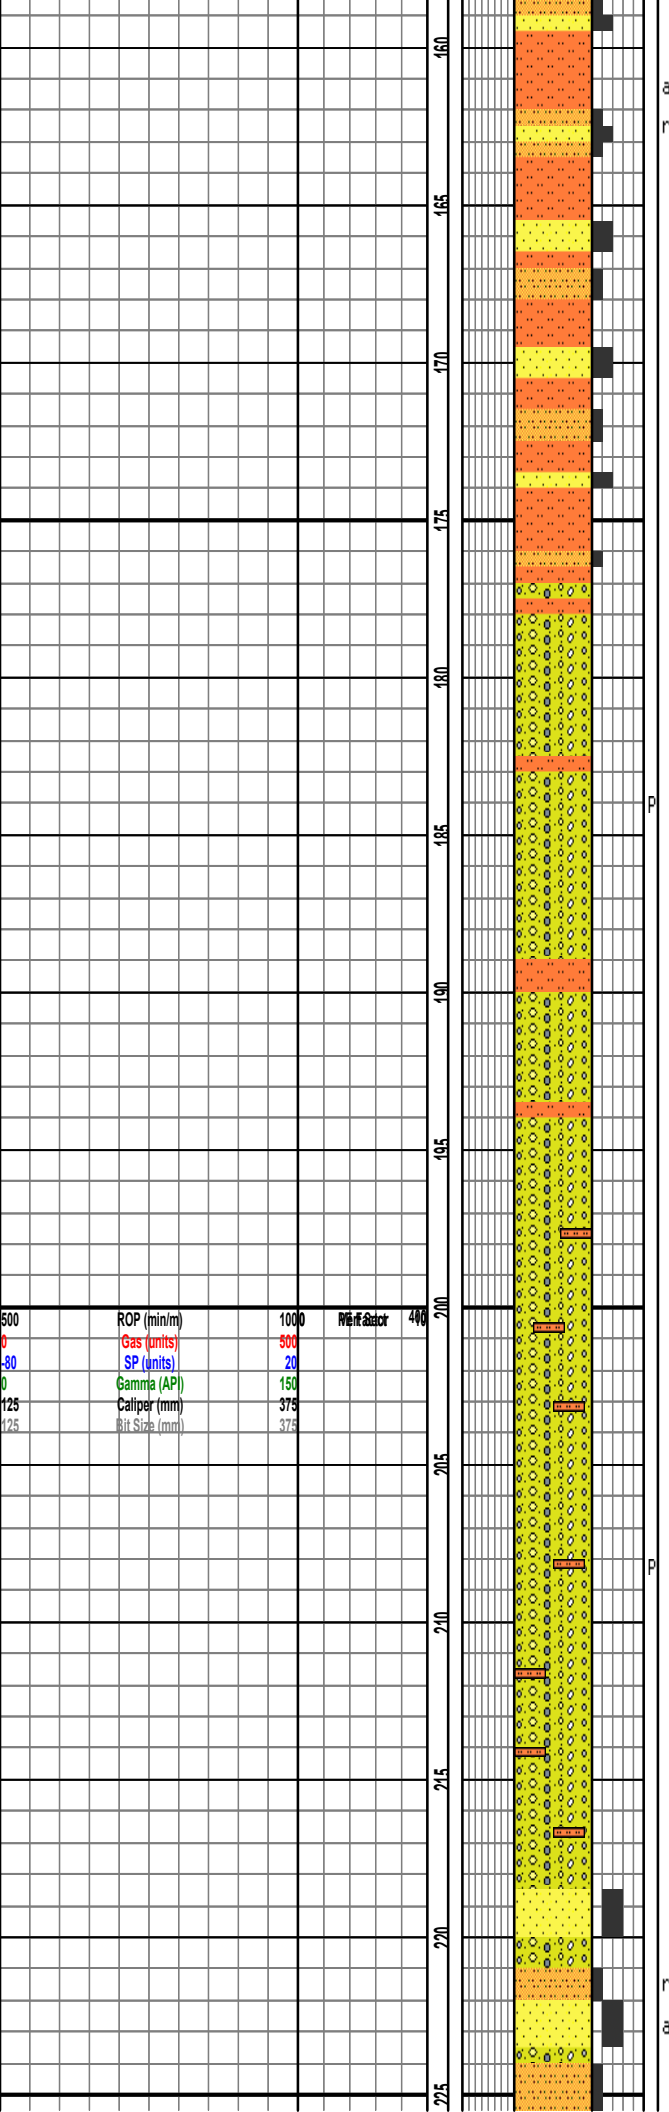 160
a
r
165
170
175
180
P
185
190
195
200
500 ROP (min/m) 1000
0 Gas (units) 500
-80 SP (units) 20
0 Gamma (API) 150
125 Caliper (mm) 375
125 Bit Size (mm) 375
205
P
210
215
220
r
a
225